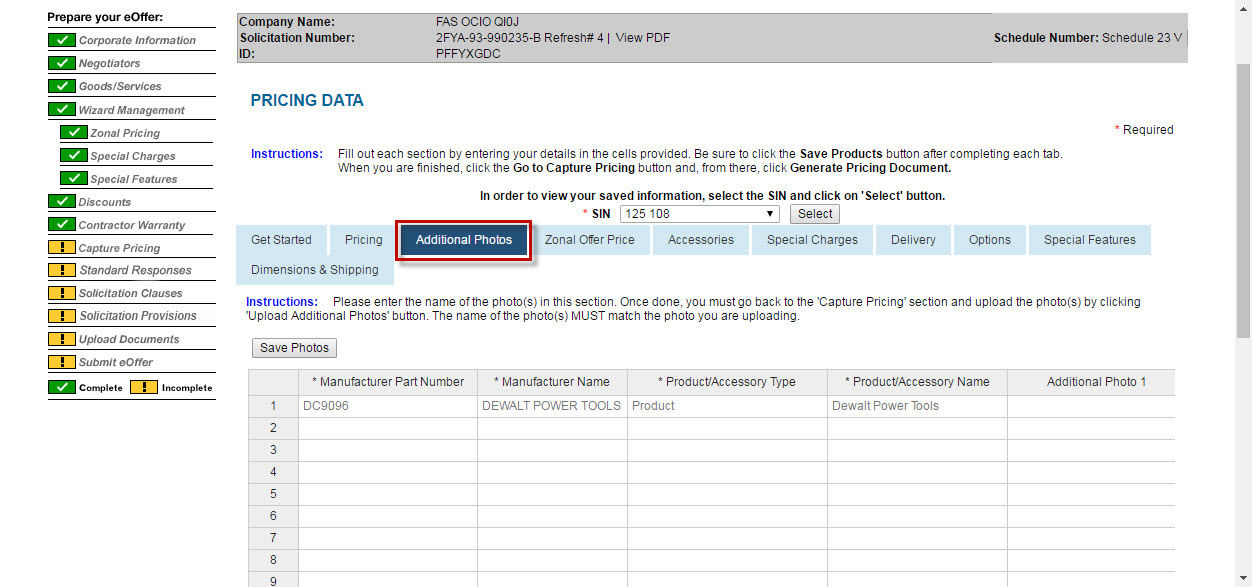 Prepare your eOffer:
Corporate Information
Negotiators
Goods/Services
Wizard Management
Zonal Pricing
Special Charges
Special Features
Discounts
Contractor Warranty
Capture Pricing
Standard Responses
Solicitation Clauses
Solicitation Provisions
Upload Documents
Submit eOffer
Complete Incomplete
Company Name: FAS OCIO QI0J
Solicitation Number: 2FYA-93-990235-B Refresh# 4 | View PDF Schedule Number: Schedule 23 V
ID: PFFYXGDC
PRICING DATA
* Required
Instructions: Fill out each section by entering your details in the cells provided. Be sure to click the Save Products button after completing each tab.
When you are finished, click the Go to Capture Pricing button and, from there, click Generate Pricing Document.
In order to view your saved information, select the SIN and click on 'Select' button.
* SIN 125 108 Select
Get Started Pricing Additional Photos Zonal Offer Price Accessories Special Charges Delivery Options Special Features
Dimensions & Shipping
Instructions: Please enter the name of the photo(s) in this section. Once done, you must go back to the 'Capture Pricing' section and upload the photo(s) by clicking
'Upload Additional Photos' button. The name of the photo(s) MUST match the photo you are uploading.
Save Photos
* Manufacturer Part Number * Manufacturer Name * Product/Accessory Type * Product/Accessory Name Additional Photo 1
1 DC9096 DEWALT POWER TOOLS Product Dewalt Power Tools
2
3
4
5
6
7
8
9